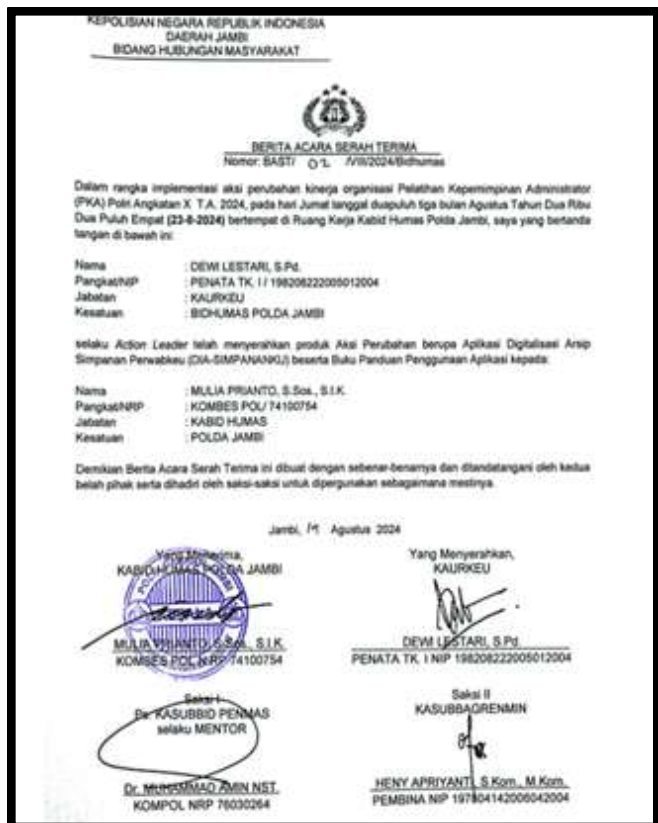 KEPOLISIAN NEGARA REPUBLIK INDONESIA
DAERAH JAMBI
BIDANG HUBUNGAN MASYARAKAT
BERITA ACARA SERAH TERIMA
Nomor: BAST/ 02 /VIII/2024/Bidhumas
Dalam rangka implementasi aksi perubahan kinerja organisasi Pelatihan Kepemimpinan Administrator
(PKA) Polri Angkatan X T.A. 2024, pada hari Jumat tanggal duapuluh tiga bulan Agustus Tahun Dua Ribu
Dua Puluh Empat (23-8-2024) bertempat di Ruang Kerja Kabid Humas Polda Jambi, saya yang bertanda
tangan di bawah ini:
Nama : DEWI LESTARI, S.Pd.
Pangkat/NIP : PENATA TK. I / 198208222005012004
Jabatan : KAURKEU
Kesatuan : BIDHUMAS POLDA JAMBI
selaku Action Leader telah menyerahkan produk Aksi Perubahan berupa Aplikasi Digitalisasi Arsip
Simpanan Perwabkeu (DIA-SIMPANANKU) beserta Buku Panduan Penggunaan Aplikasi kepada:
Nama : MULIA PRIANTO, S.Sos., S.I.K.
Pangkat/NRP : KOMBES POL/ 74100754
Jabatan : KABID HUMAS
Kesatuan : POLDA JAMBI
Demikian Berita Acara Serah Terima ini dibuat dengan sebenar-benarnya dan ditandatangani oleh kedua
belah pihak serta dihadiri oleh saksi-saksi untuk dipergunakan sebagaimana mestinya.
Jambi, Agustus 2024
Yang Menerima,
KABID HUMAS POLDA JAMBI
MULIA PRIANTO, S.Sos., S.I.K.
KOMBES POL NRP 74100754
Yang Menyerahkan,
KAURKEU
DEWI LESTARI, S.Pd.
PENATA TK. I NIP 198208222005012004
Saksi I
Ps. KASUBBID PENMAS
selaku MENTOR
Dr. MUHAMMAD AMIN NST.
KOMPOL NRP 76030264
Saksi II
KASUBBAGRENMIN
HENY APRIYANTI, S.Kom., M.Kom.
PEMBINA NIP 197804142006042004